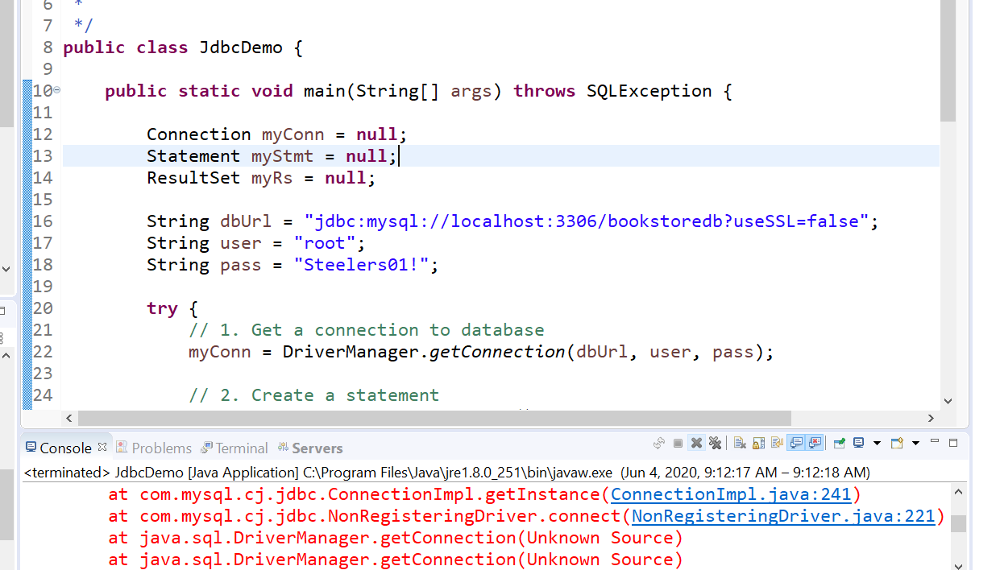 6 *
7 */
8 public class JdbcDemo {
9
10 public static void main(String[] args) throws SQLException {
11
12 Connection myConn = null;
13 Statement myStmt = null;
14 ResultSet myRs = null;
15
16 String dbUrl = "jdbc:mysql://localhost:3306/bookstoredb?useSSL=false";
17 String user = "root";
18 String pass = "Steelers01!";
19
20 try {
21 // 1. Get a connection to database
22 myConn = DriverManager.getConnection(dbUrl, user, pass);
23
24 // 2. Create a statement
Console Problems Terminal Servers
<terminated> JdbcDemo [Java Application] C:\Program Files\Java\jre1.8.0_251\bin\javaw.exe (Jun 4, 2020, 9:12:17 AM – 9:12:18 AM)
at com.mysql.cj.jdbc.ConnectionImpl.getInstance(ConnectionImpl.java:241)
at com.mysql.cj.jdbc.NonRegisteringDriver.connect(NonRegisteringDriver.java:221)
at java.sql.DriverManager.getConnection(Unknown Source)
at java.sql.DriverManager.getConnection(Unknown Source)